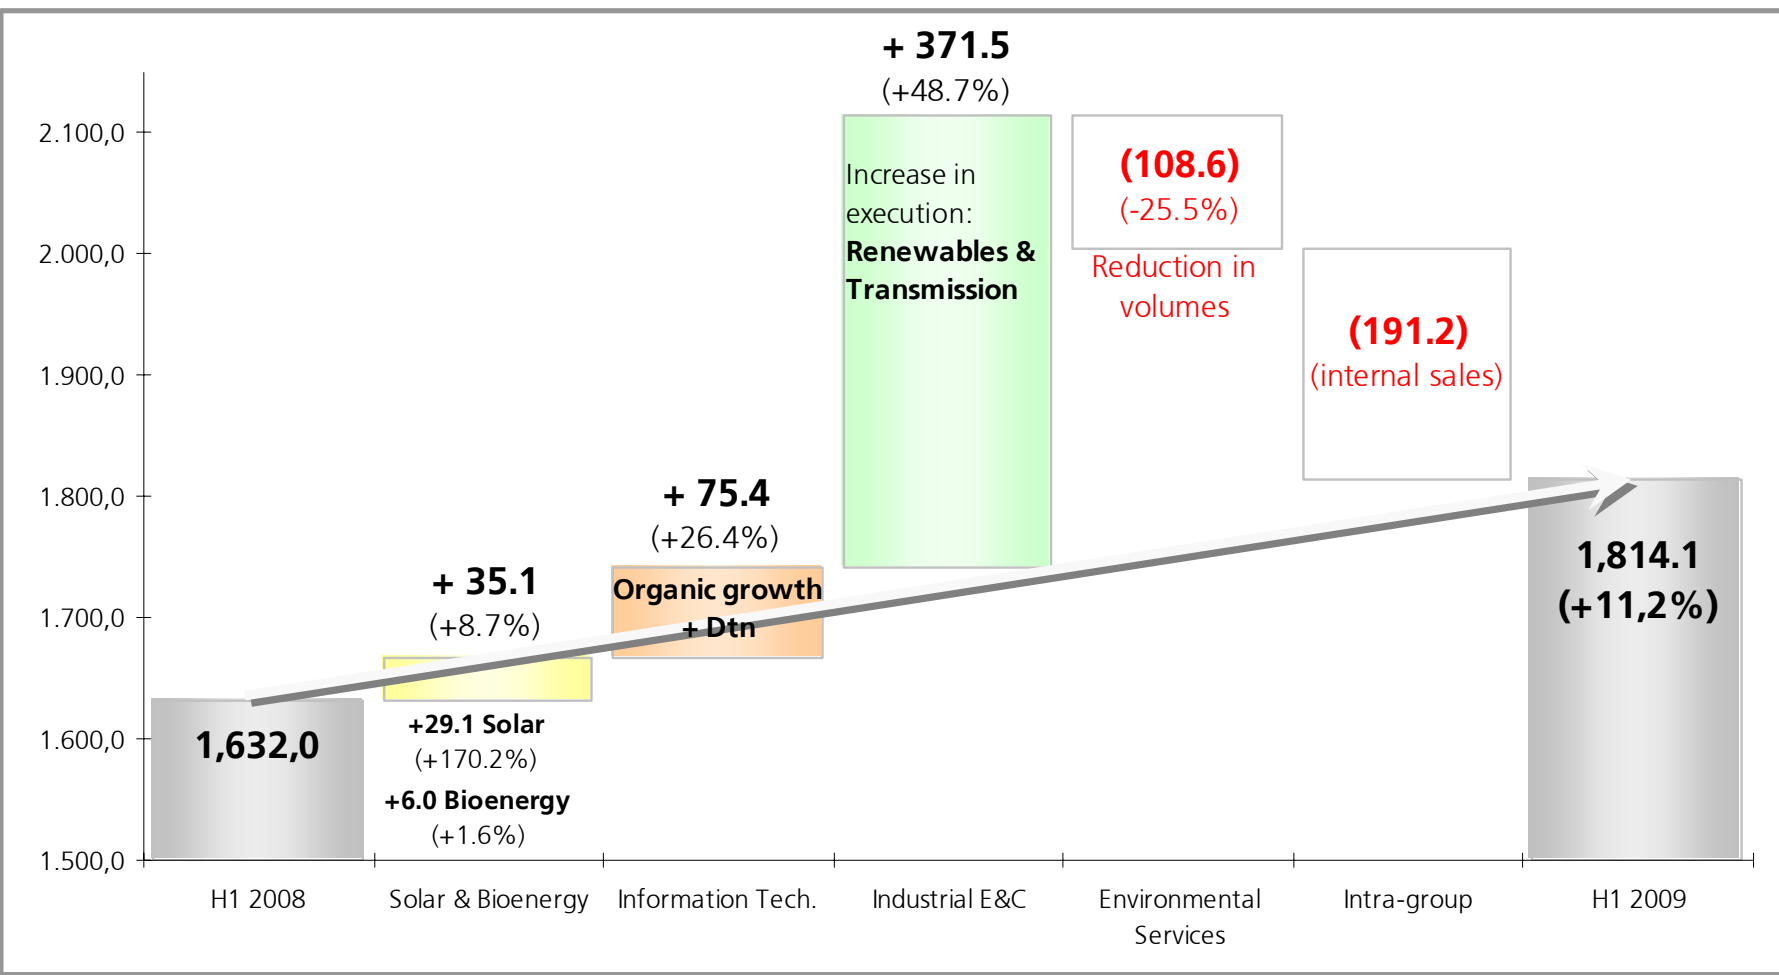 + 371.5
(+48.7%)
2.100,0
2.000,0
1.900,0
1.800,0
1.700,0
1.600,0
1.500,0
1,632,0
+ 35.1
(+8.7%)
+29.1 Solar
(+170.2%)
+6.0 Bioenergy
(+1.6%)
+ 75.4
(+26.4%)
Organic growth
+ Dtn
Increase in
execution:
Renewables &
Transmission
(108.6)
(-25.5%)
Reduction in
volumes
(191.2)
(internal sales)
1,814.1
(+11,2%)
H1 2008
Solar & Bioenergy
Information Tech.
Industrial E&C
Environmental
Services
Intra-group
H1 2009